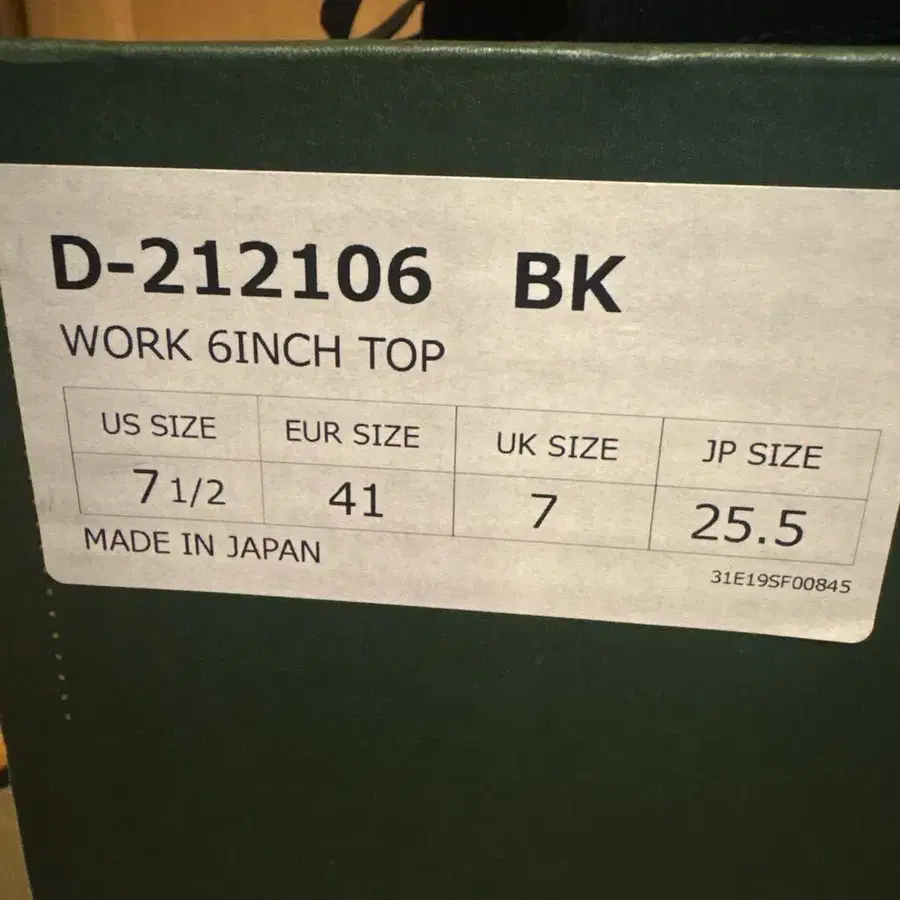 D-212106 BK
WORK 6INCH TOP
US SIZE EUR SIZE UK SIZE JP SIZE
7 1/2 41 7 25.5
MADE IN JAPAN
31E19SF00845